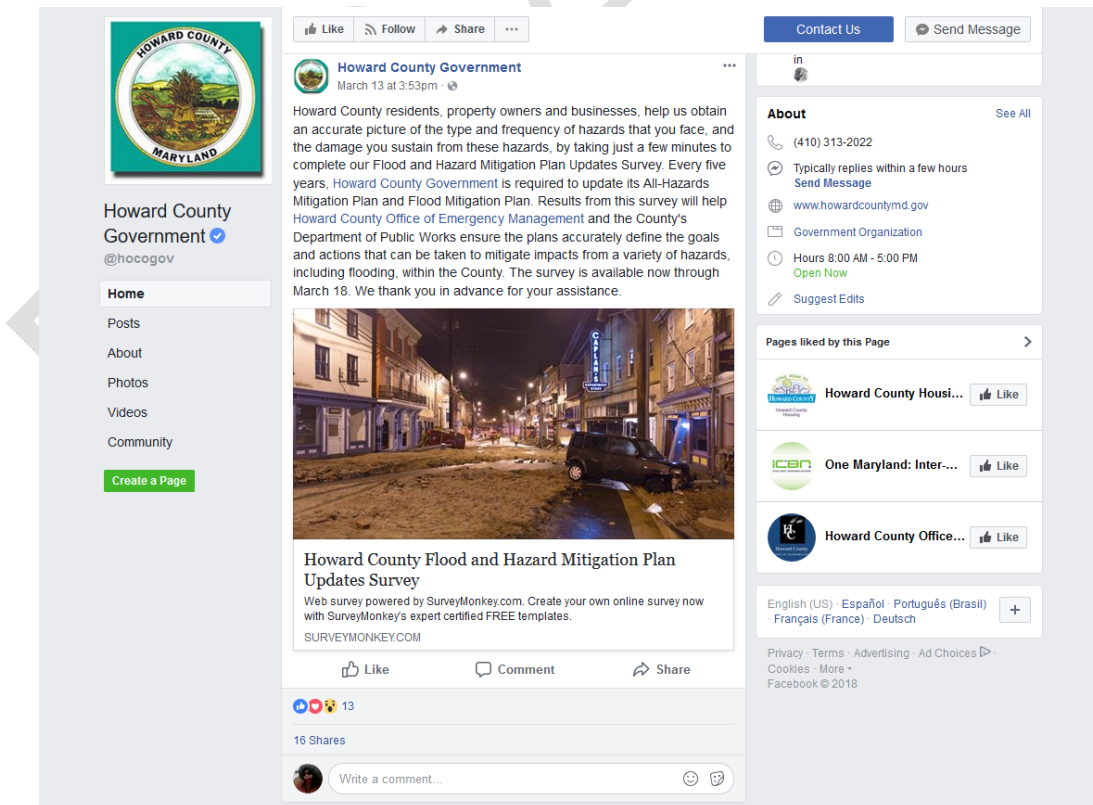 HOWARD COUNTY
MARYLAND
Howard County
Government
@hocogov
Home
Posts
About
Photos
Videos
Community
Create a Page
Like
Follow
Share
Contact Us
Send Message
Howard County Government
March 13 at 3:53pm ·
Howard County residents, property owners and businesses, help us obtain
an accurate picture of the type and frequency of hazards that you face, and
the damage you sustain from these hazards, by taking just a few minutes to
complete our Flood and Hazard Mitigation Plan Updates Survey. Every five
years, Howard County Government is required to update its All-Hazards
Mitigation Plan and Flood Mitigation Plan. Results from this survey will help
Howard County Office of Emergency Management and the County's
Department of Public Works ensure the plans accurately define the goals
and actions that can be taken to mitigate impacts from a variety of hazards,
including flooding, within the County. The survey is available now through
March 18. We thank you in advance for your assistance.
CAPLAN'S
Howard County Flood and Hazard Mitigation Plan
Updates Survey
Web survey powered by SurveyMonkey.com. Create your own online survey now
with SurveyMonkey's expert certified FREE templates.
SURVEYMONKEY.COM
Like
Comment
Share
13
16 Shares
Write a comment...
in
About
See All
(410) 313-2022
Typically replies within a few hours
Send Message
www.howardcountymd.gov
Government Organization
Hours 8:00 AM - 5:00 PM
Open Now
Suggest Edits
Pages liked by this Page
HOWARD COUNTY
Howard County
Housing
Howard County Housi...
Like
ICBN
One Maryland: Inter-...
Like
HC
Howard County
Howard County Office...
Like
English (US) · Español · Português (Brasil)
· Français (France) · Deutsch
Privacy · Terms · Advertising · Ad Choices ·
Cookies · More
Facebook © 2018